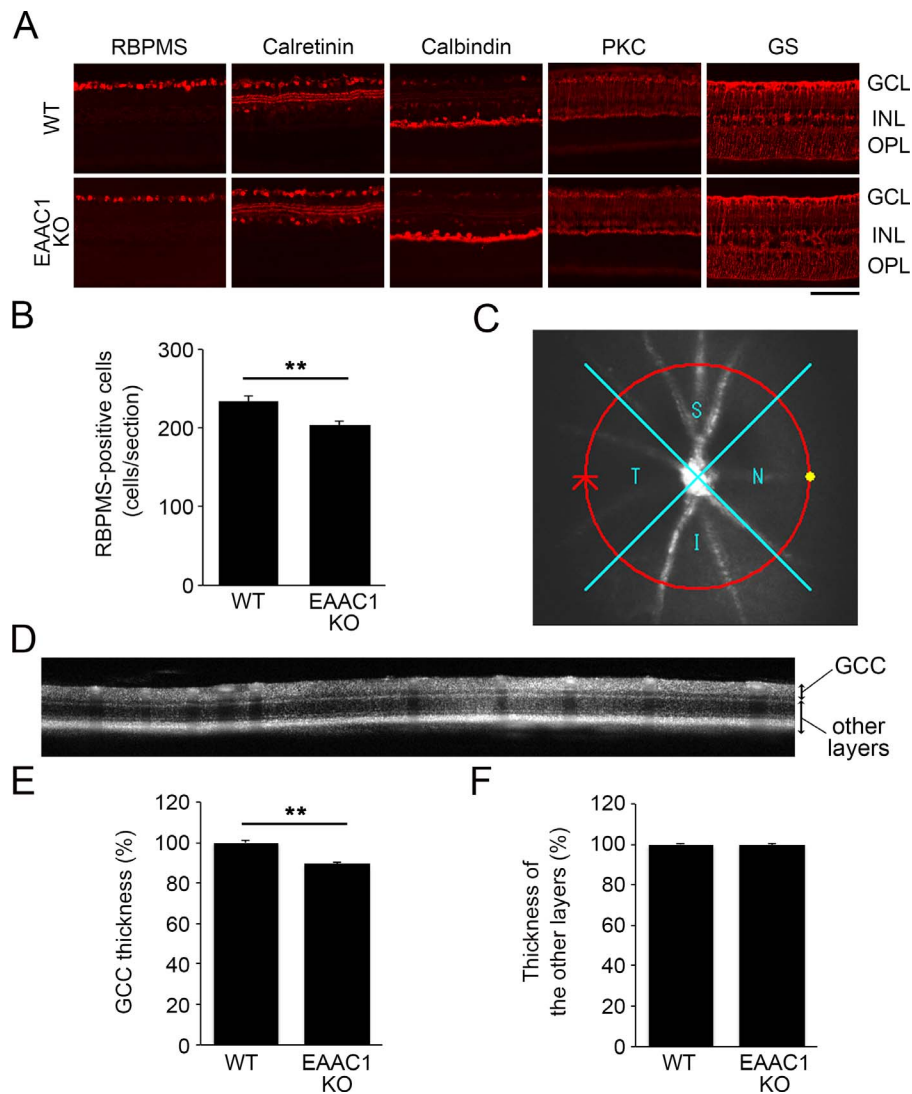 A
RBPMS Calretinin Calbindin PKC GS
WT
GCL
INL
OPL
EAAC1
KO
GCL
INL
OPL
B
RBPMS-positive cells
(cells/section)
300
200
100
0
**
WT EAAC1
KO
C
S
T N
I
D
GCC
other
layers
E
GCC thickness (%)
120
100
80
60
40
20
0
**
WT EAAC1
KO
F
Thickness of
the other layers (%)
120
100
80
60
40
20
0
WT EAAC1
KO